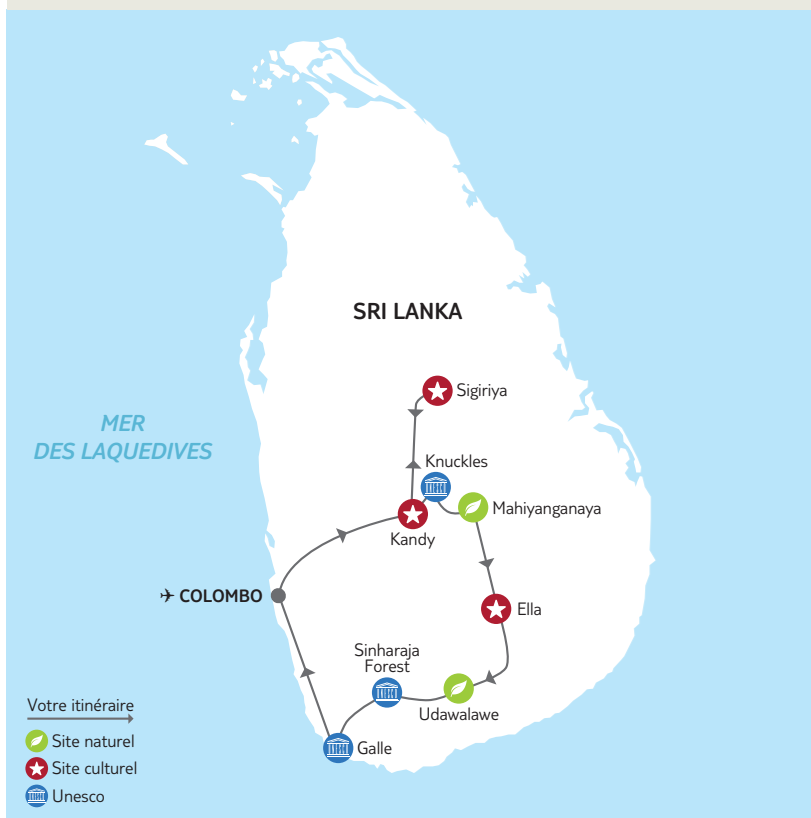 SRI LANKA
Sigiriya
MER
DES LAQUEDIVES
Knuckles
Mahiyanganaya
Kandy
COLOMBO
Ella
Sinharaja
Forest
Udawalawe
Galle
Votre itinéraire
Site naturel
Site culturel
Unesco